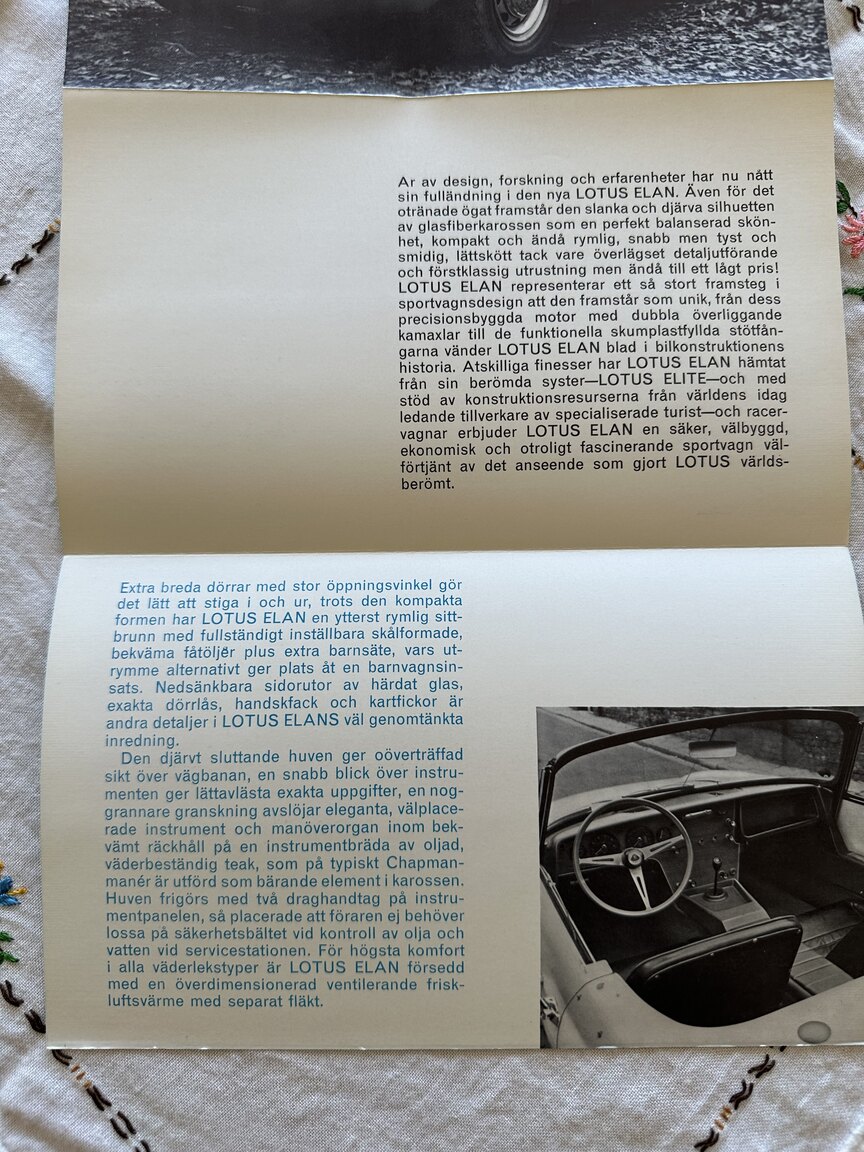 Ar av design, forskning och erfarenheter har nu nått
sin fulländning i den nya LOTUS ELAN. Även för det
otränade ögat framstår den slanka och djärva silhuetten
av glasfiberkarossen som en perfekt balanserad skön-
het, kompakt och ändå rymlig, snabb men tyst och
smidig, lättskött tack vare överlägset detaljutförande
och förstklassig utrustning men ändå till ett lågt pris!
LOTUS ELAN representerar ett så stort framsteg i
sportvagnsdesign att den framstår som unik, från dess
precisionsbyggda motor med dubbla överliggande
kamaxlar till de funktionella skumplastfyllda stötfån-
garna vänder LOTUS ELAN blad i bilkonstruktionens
historia. Atskilliga finesser har LOTUS ELAN hämtat
från sin berömda syster—LOTUS ELITE—och med
stöd av konstruktionsresurserna från världens idag
ledande tillverkare av specialiserade turist—och racer-
vagnar erbjuder LOTUS ELAN en säker, välbyggd,
ekonomisk och otroligt fascinerande sportvagn väl-
förtjänt av det anseende som gjort LOTUS världs-
berömt.
Extra breda dörrar med stor öppningsvinkel gör
det lätt att stiga i och ur, trots den kompakta
formen har LOTUS ELAN en ytterst rymlig sitt-
brunn med fullständigt inställbara skålformade,
bekväma fåtöljer plus extra barnsäte, vars ut-
rymme alternativt ger plats åt en barnvagnsin-
sats. Nedsänkbara sidorutor av härdat glas,
exakta dörrlås, handskfack och kartfickor är
andra detaljer i LOTUS ELANS väl genomtänkta
inredning.
Den djärvt sluttande huven ger oöverträffad
sikt över vägbanan, en snabb blick över instru-
menten ger lättavlästa exakta uppgifter, en nog-
grannare granskning avslöjar eleganta, välplace-
rade instrument och manöverorgan inom bek-
vämt räckhåll på en instrumentbräda av oljad,
väderbeständig teak, som på typiskt Chapman-
manér är utförd som bärande element i karossen.
Huven frigörs med två draghandtag på instru-
mentpanelen, så placerade att föraren ej behöver
lossa på säkerhetsbältet vid kontroll av olja och
vatten vid servicestationen. För högsta komfort
i alla väderlekstyper är LOTUS ELAN försedd
med en överdimensionerad ventilerande frisk-
luftsvärme med separat fläkt.